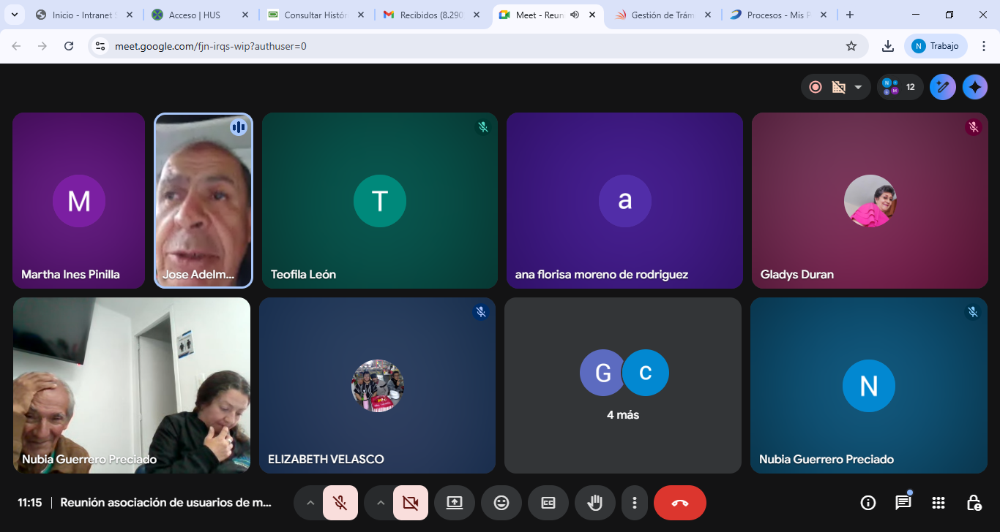 Inicio - Intranet S
Acceso | HUS
Consultar Histór
Recibidos (8.290
Meet - Reun
Gestión de Trám
Procesos - Mis P
meet.google.com/fjn-irqs-wip?authuser=0
N Trabajo
12
M
Martha Ines Pinilla
Jose Adelm...
T
Teofila León
a
ana florisa moreno de rodriguez
Gladys Duran
Nubia Guerrero Preciado
ELIZABETH VELASCO
G c
4 más
N
Nubia Guerrero Preciado
11:15 | Reunión asociación de usuarios de m...